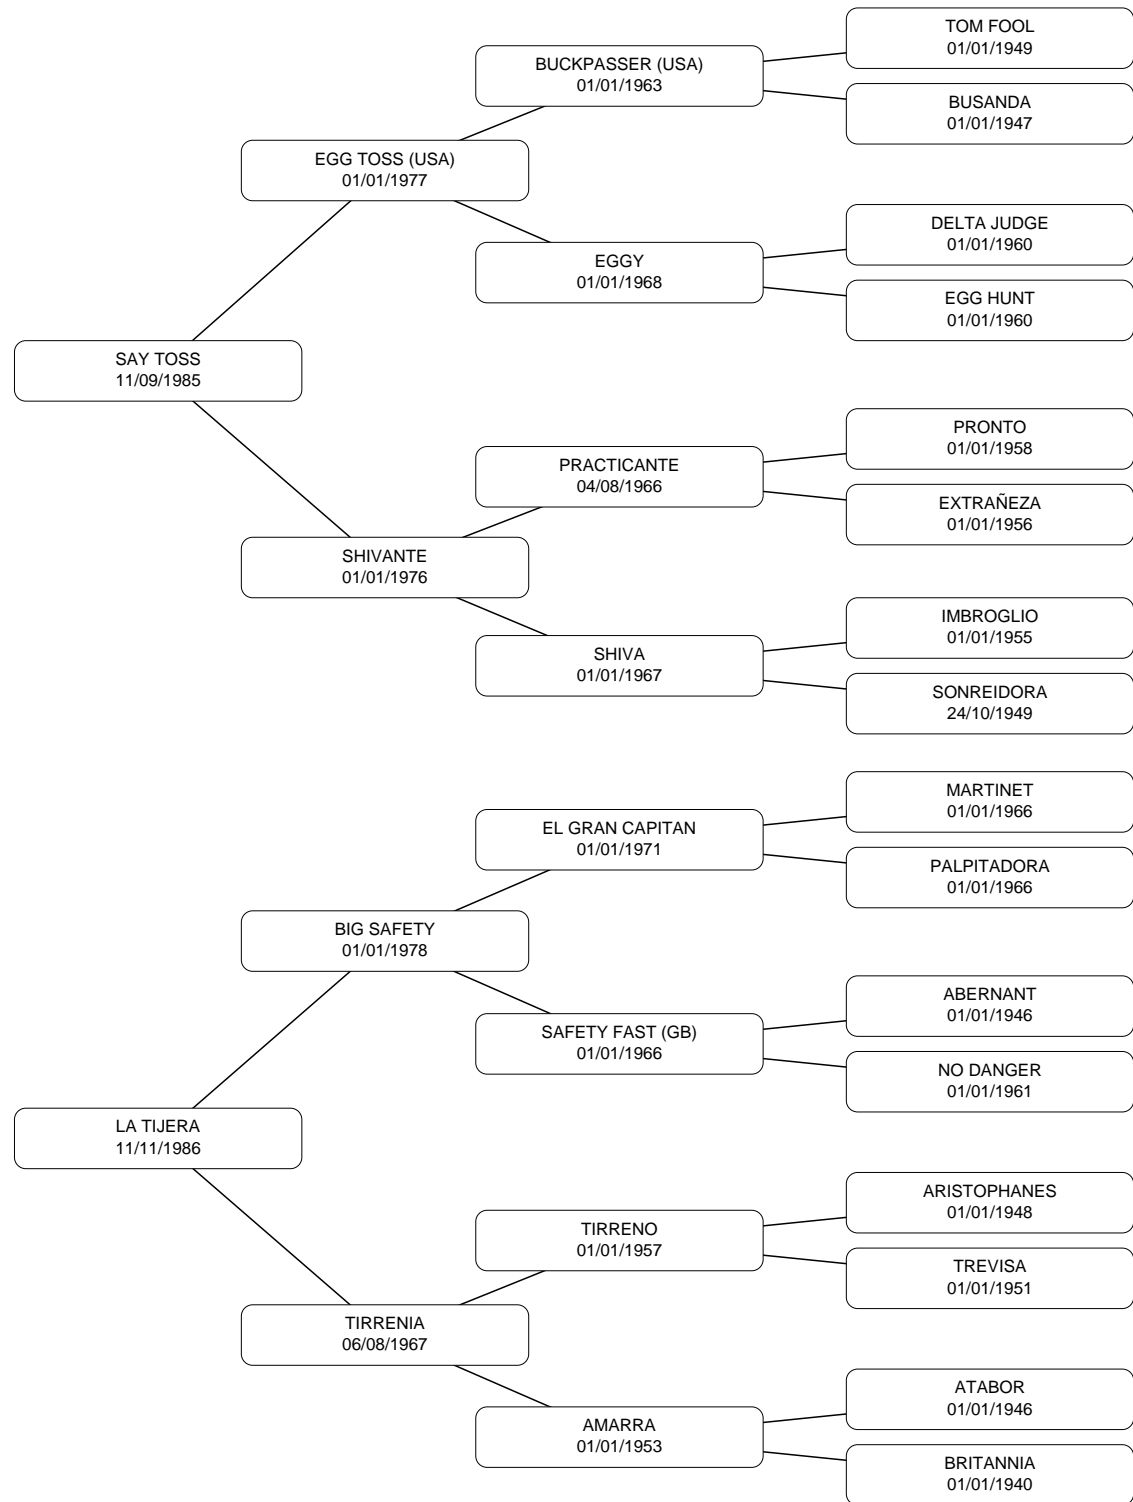 TOM FOOL
01/01/1949
BUCKPASSER (USA)
01/01/1963
BUSANDA
01/01/1947
EGG TOSS (USA)
01/01/1977
DELTA JUDGE
01/01/1960
EGGY
01/01/1968
EGG HUNT
01/01/1960
SAY TOSS
11/09/1985
PRONTO
01/01/1958
PRACTICANTE
04/08/1966
EXTRAÑEZA
01/01/1956
SHIVANTE
01/01/1976
IMBROGLIO
01/01/1955
SHIVA
01/01/1967
SONREIDORA
24/10/1949
MARTINET
01/01/1966
EL GRAN CAPITAN
01/01/1971
PALPITADORA
01/01/1966
BIG SAFETY
01/01/1978
ABERNANT
01/01/1946
SAFETY FAST (GB)
01/01/1966
NO DANGER
01/01/1961
LA TIJERA
11/11/1986
ARISTOPHANES
01/01/1948
TIRRENO
01/01/1957
TREVISA
01/01/1951
TIRRENIA
06/08/1967
ATABOR
01/01/1946
AMARRA
01/01/1953
BRITANNIA
01/01/1940